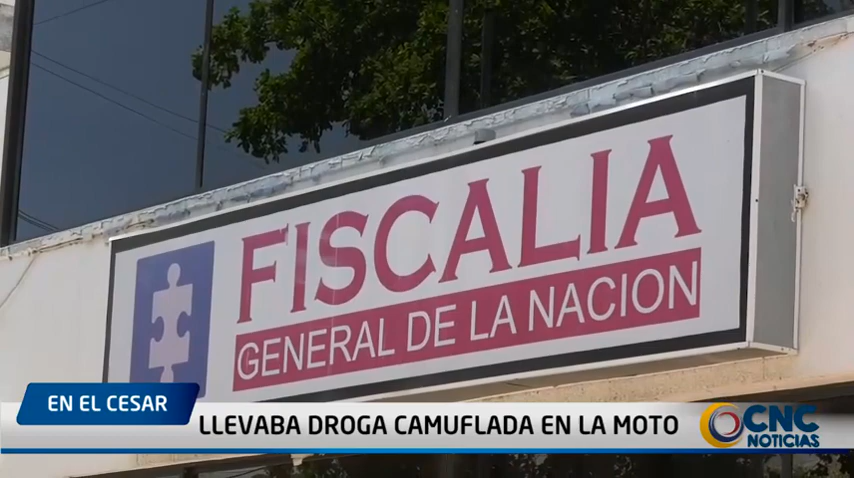 FISCALIA
GENERAL DE LA NACION
EN EL CESAR
LLEVABA DROGA CAMUFLADA EN LA MOTO
CNC
NOTICIAS